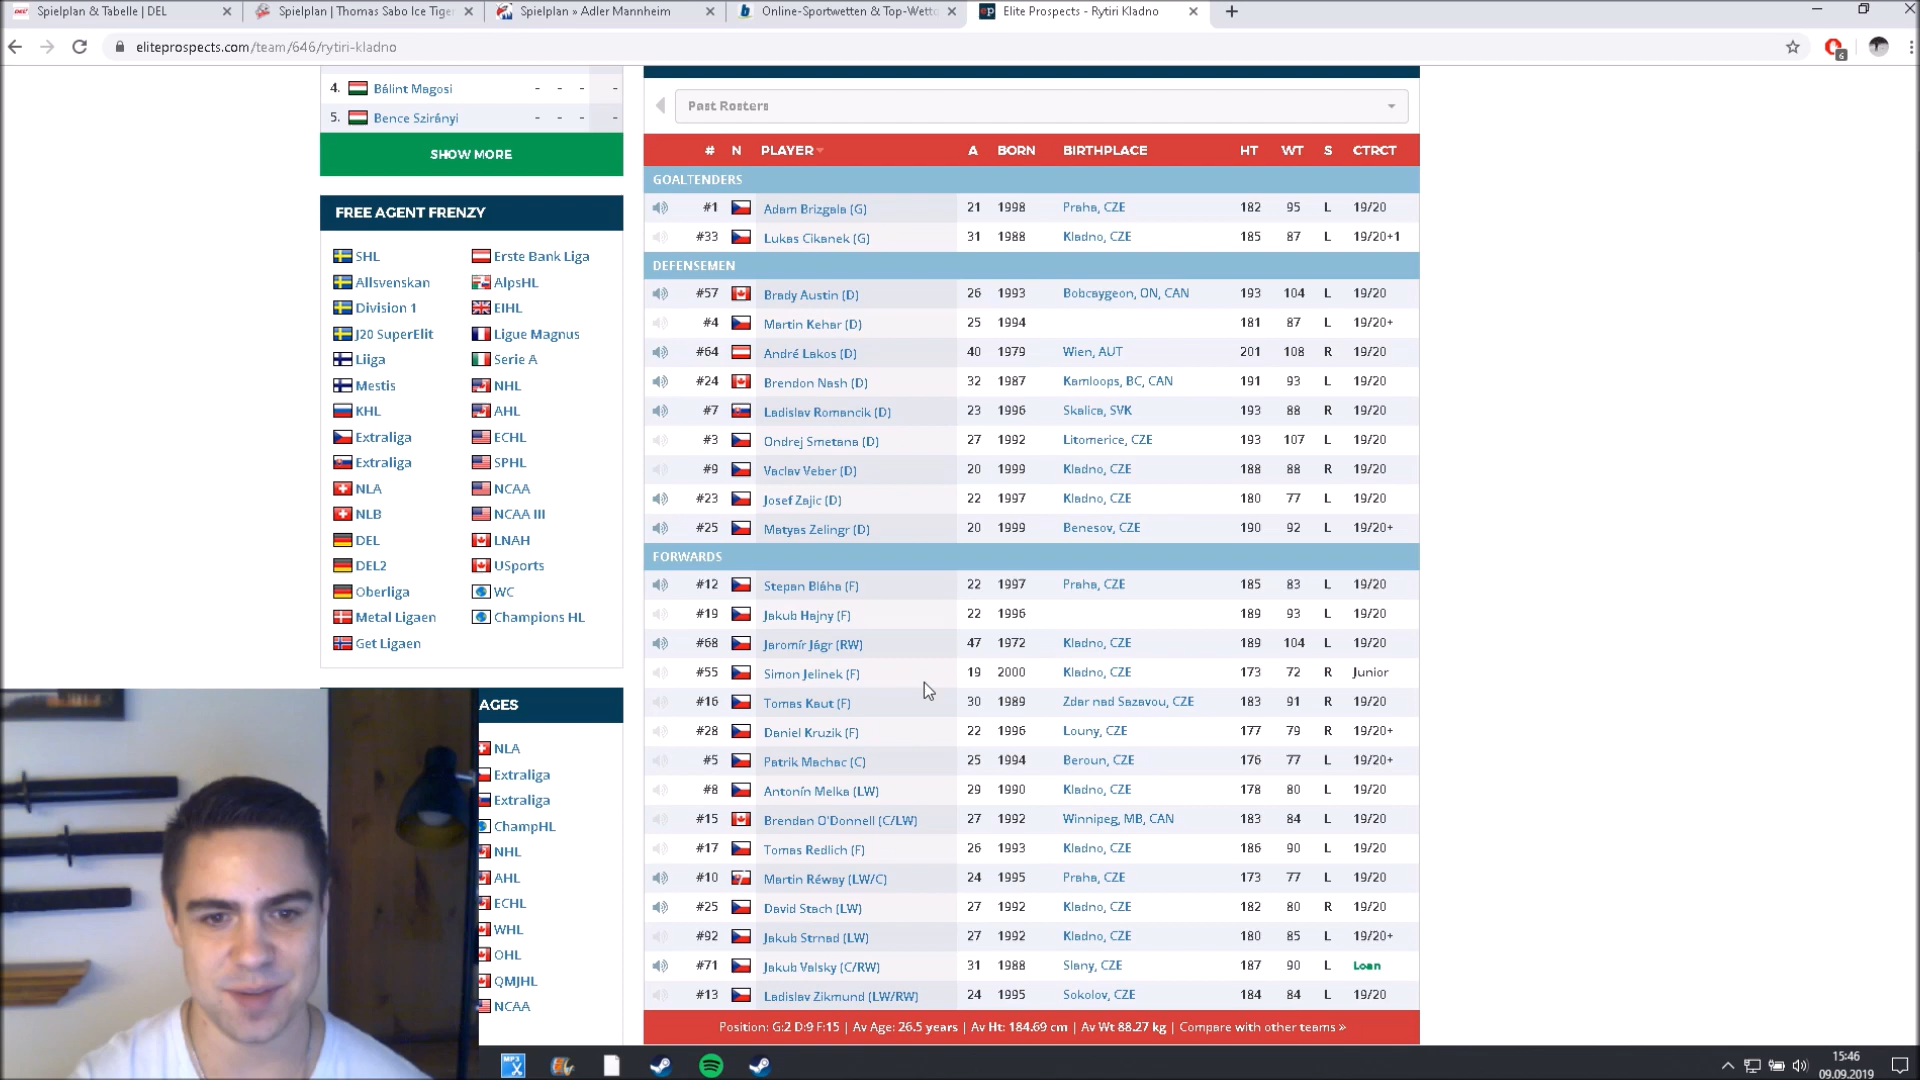 Spielplan & Tabelle | DEL
Spielplan | Thomas Sabo Ice Tige
Spielplan » Adler Mannheim
Online-Sportwetten & Top-Wetto
Elite Prospects - Rytiri Kladno
eliteprospects.com/team/646/rytiri-kladno
6
4. Bálint Magosi - - - -
5. Bence Szirányi - - - -
SHOW MORE
FREE AGENT FRENZY
SHL Erste Bank Liga
Allsvenskan AlpsHL
Division 1 EIHL
J20 SuperElit Ligue Magnus
Liiga Serie A
Mestis NHL
KHL AHL
Extraliga ECHL
Extraliga SPHL
NLA NCAA
NLB NCAA III
DEL LNAH
DEL2 USports
Oberliga WC
Metal Ligaen Champions HL
Get Ligaen
AGES
NLA
Extraliga
Extraliga
ChampHL
NHL
AHL
ECHL
WHL
OHL
QMJHL
NCAA
Past Rosters
# N PLAYER A BORN BIRTHPLACE HT WT S CTRCT
GOALTENDERS
#1 Adam Brizgala (G) 21 1998 Praha, CZE 182 95 L 19/20
#33 Lukas Cikanek (G) 31 1988 Kladno, CZE 185 87 L 19/20+1
DEFENSEMEN
#57 Brady Austin (D) 26 1993 Bobcaygeon, ON, CAN 193 104 L 19/20
#4 Martin Kehar (D) 25 1994 181 87 L 19/20+
#64 André Lakos (D) 40 1979 Wien, AUT 201 108 R 19/20
#24 Brendon Nash (D) 32 1987 Kamloops, BC, CAN 191 93 L 19/20
#7 Ladislav Romancik (D) 23 1996 Skalica, SVK 193 88 R 19/20
#3 Ondrej Smetana (D) 27 1992 Litomerice, CZE 193 107 L 19/20
#9 Vaclav Veber (D) 20 1999 Kladno, CZE 188 88 R 19/20
#23 Josef Zajic (D) 22 1997 Kladno, CZE 180 77 L 19/20
#25 Matyas Zelingr (D) 20 1999 Benesov, CZE 190 92 L 19/20+
FORWARDS
#12 Stepan Bláha (F) 22 1997 Praha, CZE 185 83 L 19/20
#19 Jakub Hajny (F) 22 1996 189 93 L 19/20
#68 Jaromír Jágr (RW) 47 1972 Kladno, CZE 189 104 L 19/20
#55 Simon Jelinek (F) 19 2000 Kladno, CZE 173 72 R Junior
#16 Tomas Kaut (F) 30 1989 Zdar nad Sazavou, CZE 183 91 R 19/20
#28 Daniel Kruzik (F) 22 1996 Louny, CZE 177 79 R 19/20+
#5 Patrik Machac (C) 25 1994 Beroun, CZE 176 77 L 19/20+
#8 Antonín Melka (LW) 29 1990 Kladno, CZE 178 80 L 19/20
#15 Brendan O'Donnell (C/LW) 27 1992 Winnipeg, MB, CAN 183 84 L 19/20
#17 Tomas Redlich (F) 26 1993 Kladno, CZE 186 90 L 19/20
#10 Martin Réway (LW/C) 24 1995 Praha, CZE 173 77 L 19/20
#25 David Stach (LW) 27 1992 Kladno, CZE 182 80 R 19/20
#92 Jakub Strnad (LW) 27 1992 Kladno, CZE 180 85 L 19/20+
#71 Jakub Valsky (C/RW) 31 1988 Slany, CZE 187 90 L Loan
#13 Ladislav Zikmund (LW/RW) 24 1995 Sokolov, CZE 184 84 L 19/20
Position: G:2 D:9 F:15 | Av Age: 26.5 years | Av Ht: 184.69 cm | Av Wt 88.27 kg | Compare with other teams »
MP3
15:46
09.09.2019